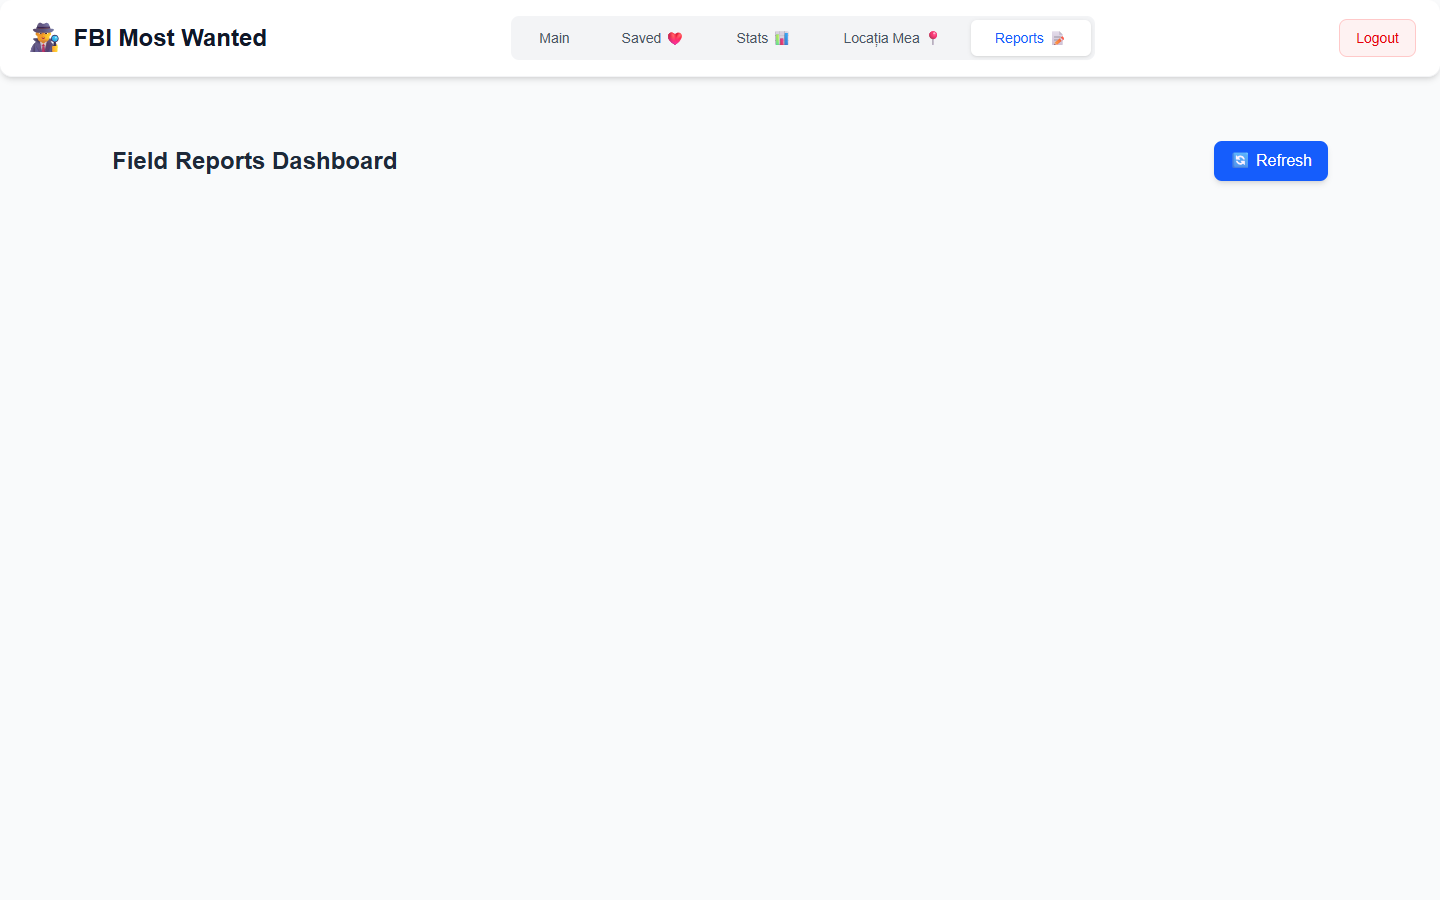 FBI Most Wanted
Main
Saved
Stats
Locația Mea
Reports
Logout
Field Reports Dashboard
Refresh